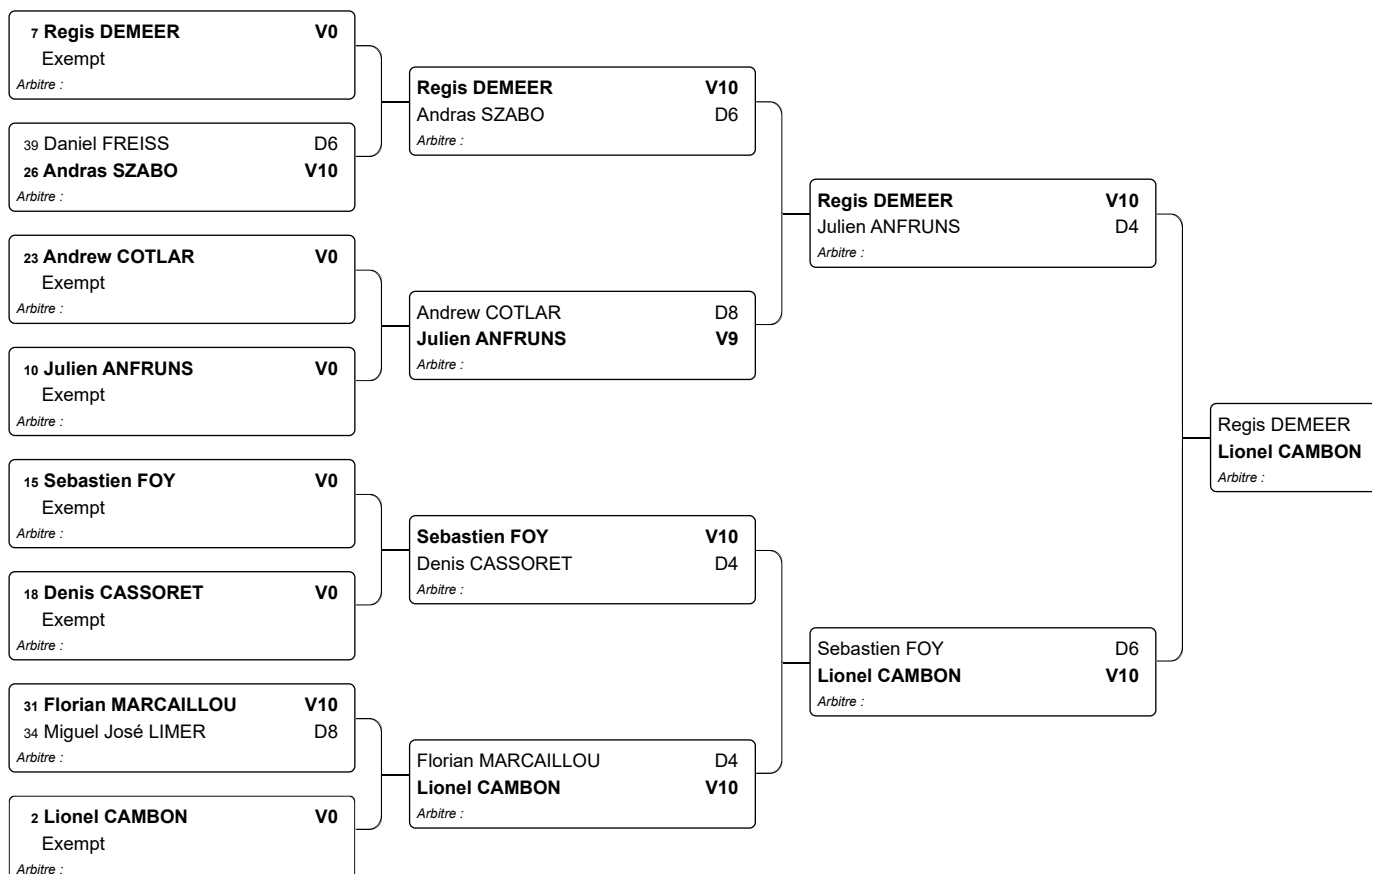 7 Regis DEMEER V0
Exempt
Arbitre :
39 Daniel FREISS D6
26 Andras SZABO V10
Arbitre :
23 Andrew COTLAR V0
Exempt
Arbitre :
10 Julien ANFRUNS V0
Exempt
Arbitre :
15 Sebastien FOY V0
Exempt
Arbitre :
18 Denis CASSORET V0
Exempt
Arbitre :
31 Florian MARCAILLOU V10
34 Miguel José LIMER D8
Arbitre :
2 Lionel CAMBON V0
Exempt
Arbitre :
Regis DEMEER V10
Andras SZABO D6
Arbitre :
Andrew COTLAR D8
Julien ANFRUNS V9
Arbitre :
Sebastien FOY V10
Denis CASSORET D4
Arbitre :
Florian MARCAILLOU D4
Lionel CAMBON V10
Arbitre :
Regis DEMEER V10
Julien ANFRUNS D4
Arbitre :
Sebastien FOY D6
Lionel CAMBON V10
Arbitre :
Regis DEMEER
Lionel CAMBON
Arbitre :